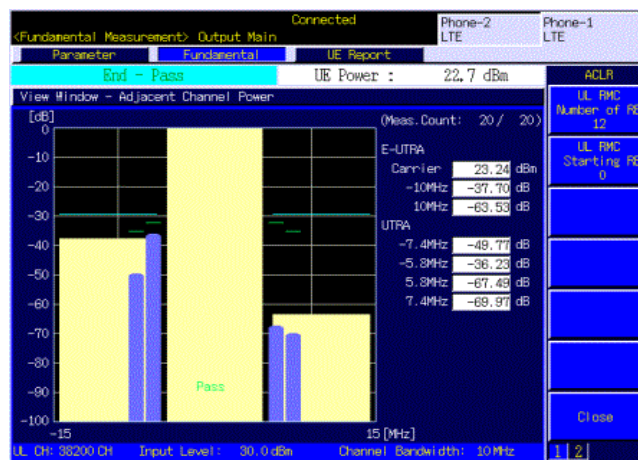 Connected
<Fundamental Measurement> Output Main
Phone-2
LTE
Phone-1
LTE
Parameter Fundamental UE Report
End - Pass UE Power : 22.7 dBm
ACLR
View Window - Adjacent Channel Power
UL RMC
Number of RB
12
UL RMC
Starting RB
0
Close
1 2
[dB]
0
-10
-20
-30
-40
-50
-60
-70
-80
-90
-100
-15 15 [MHz]
Pass
(Meas.Count: 20/ 20)
E-UTRA
Carrier 23.24 dBm
-10MHz -37.70 dB
10MHz -63.53 dB
UTRA
-7.4MHz -49.77 dB
-5.8MHz -36.23 dB
5.8MHz -67.49 dB
7.4MHz -69.97 dB
UL CH: 38200 CH Input Level: 30.0 dBm Channel Bandwidth: 10 MHz